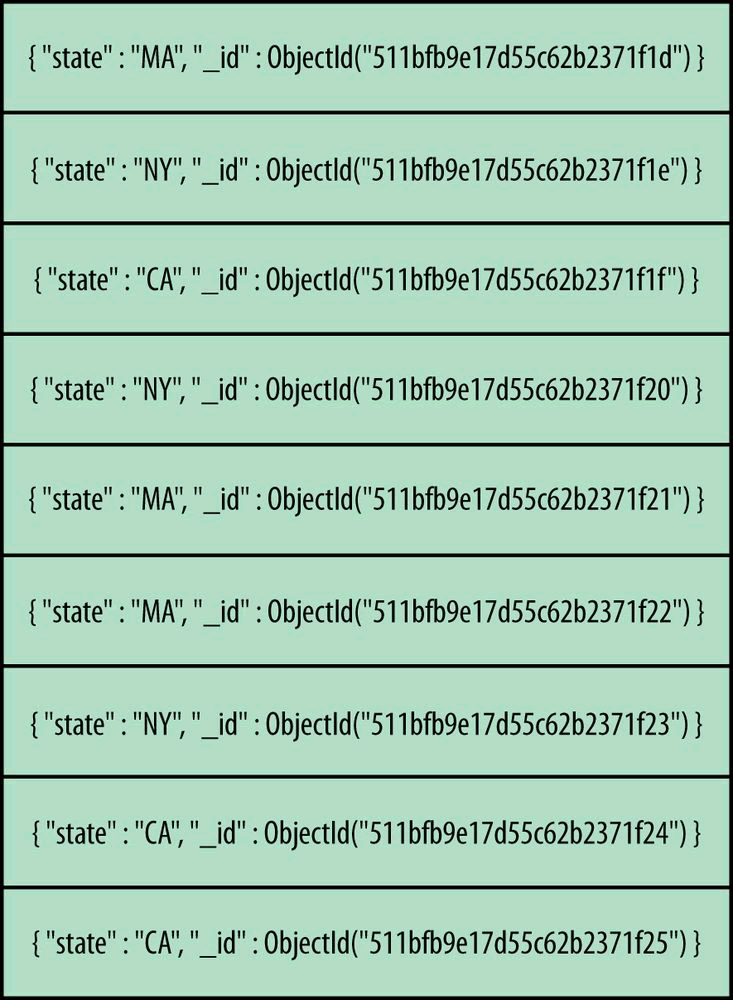 { "state" : "MA", "_id" : ObjectId("511bfb9e17d55c62b2371f1d") }
{ "state" : "NY", "_id" : ObjectId("511bfb9e17d55c62b2371f1e") }
{ "state" : "CA", "_id" : ObjectId("511bfb9e17d55c62b2371f1f") }
{ "state" : "NY", "_id" : ObjectId("511bfb9e17d55c62b2371f20") }
{ "state" : "MA", "_id" : ObjectId("511bfb9e17d55c62b2371f21") }
{ "state" : "MA", "_id" : ObjectId("511bfb9e17d55c62b2371f22") }
{ "state" : "NY", "_id" : ObjectId("511bfb9e17d55c62b2371f23") }
{ "state" : "CA", "_id" : ObjectId("511bfb9e17d55c62b2371f24") }
{ "state" : "CA", "_id" : ObjectId("511bfb9e17d55c62b2371f25") }